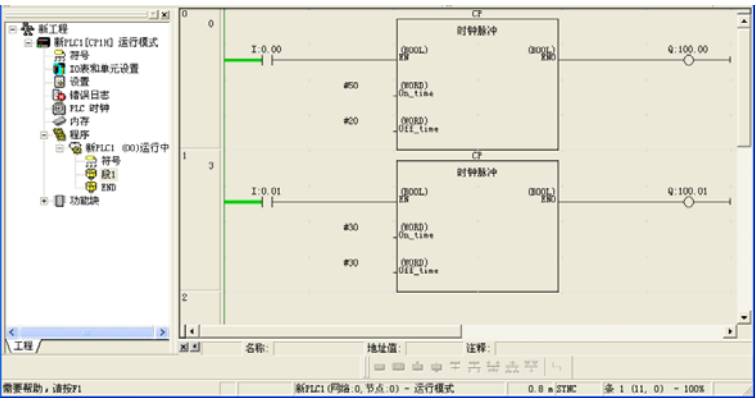 新工程
新PLC1[CP1H] 运行模式
符号
IO表和单元设置
设置
错误日志
PLC 时钟
内存
程序
新PLC1 (00)运行中
符号
段1
END
功能块
工程
0
0
CP
时钟脉冲
I:0.00
(BOOL)
EN
(BOOL)
ENO
Q:100.00
#50
(WORD)
On_time
#20
(WORD)
Off_time
1
3
CP
时钟脉冲
I:0.01
(BOOL)
EN
(BOOL)
ENO
Q:100.01
#30
(WORD)
On_time
#30
(WORD)
Off_time
2
名称:
地址值:
注释:
需要帮助，请按F1
新PLC1(网络:0,节点:0) - 运行模式
0.8 m
SYNC
条 1 (11, 0) - 100%